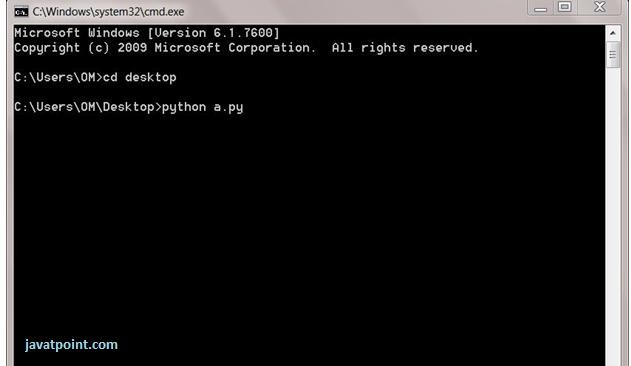 C:\Windows\system32\cmd.exe
Microsoft Windows [Version 6.1.7600]
Copyright (c) 2009 Microsoft Corporation.  All rights reserved.
C:\Users\OM>cd desktop
C:\Users\OM\Desktop>python a.py
javatpoint.com